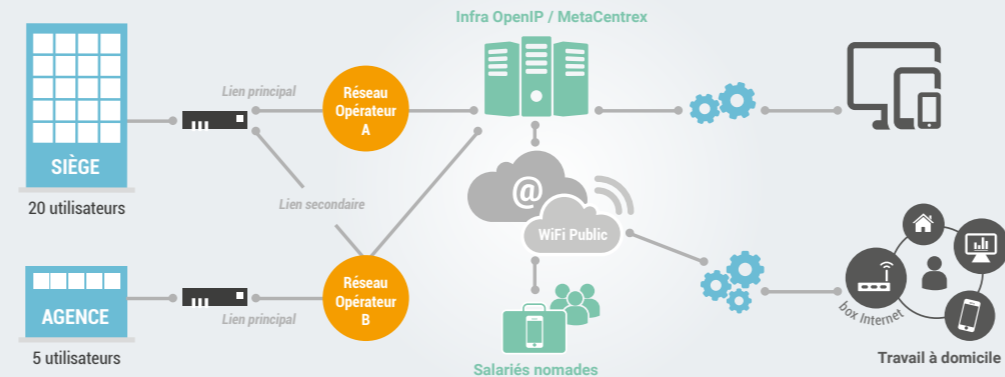 Infra OpenIP / MetaCentrex
Lien principal
Réseau
Opérateur
A
SIÈGE
20 utilisateurs
Lien secondaire
@
WiFi Public
AGENCE
5 utilisateurs
Lien principal
Réseau
Opérateur
B
Salariés nomades
box Internet
Travail à domicile